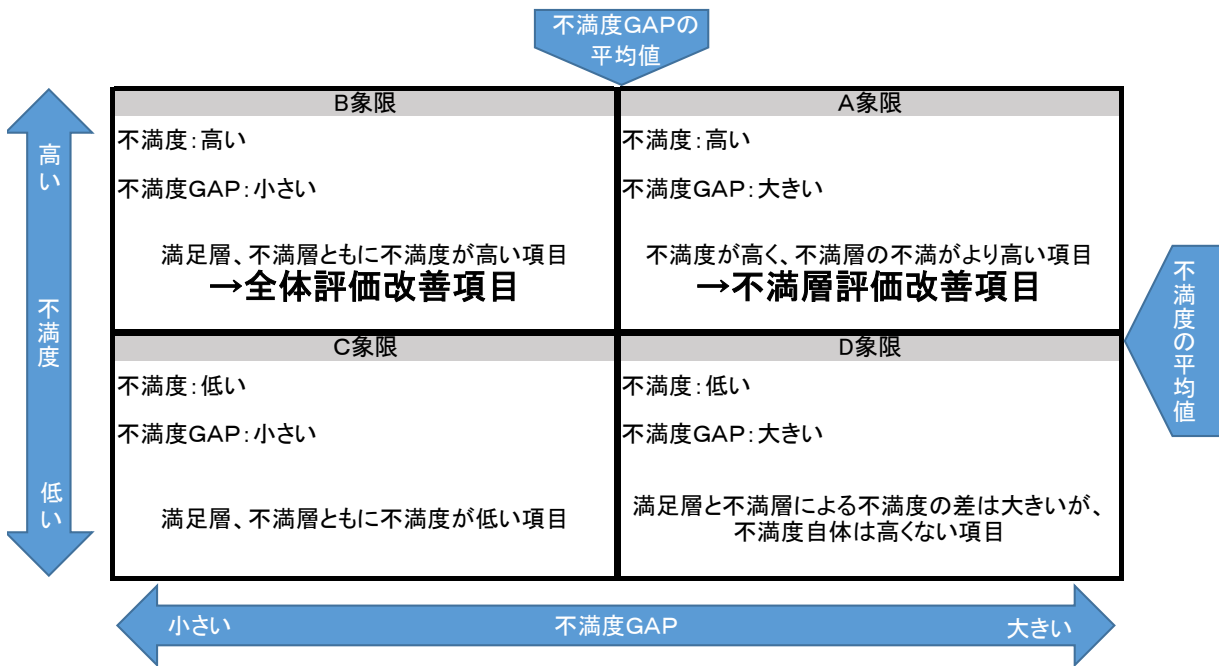 不満度GAPの
平均値
B象限
不満度：高い
不満度GAP：小さい
満足層、不満層ともに不満度が高い項目
→全体評価改善項目
A象限
不満度：高い
不満度GAP：大きい
不満度が高く、不満層の不満がより高い項目
→不満層評価改善項目
C象限
不満度：低い
不満度GAP：小さい
満足層、不満層ともに不満度が低い項目
D象限
不満度：低い
不満度GAP：大きい
満足層と不満層による不満度の差は大きいが、
不満度自体は高くない項目
高い
不満度
低い
不満度の平均値
小さい
不満度GAP
大きい